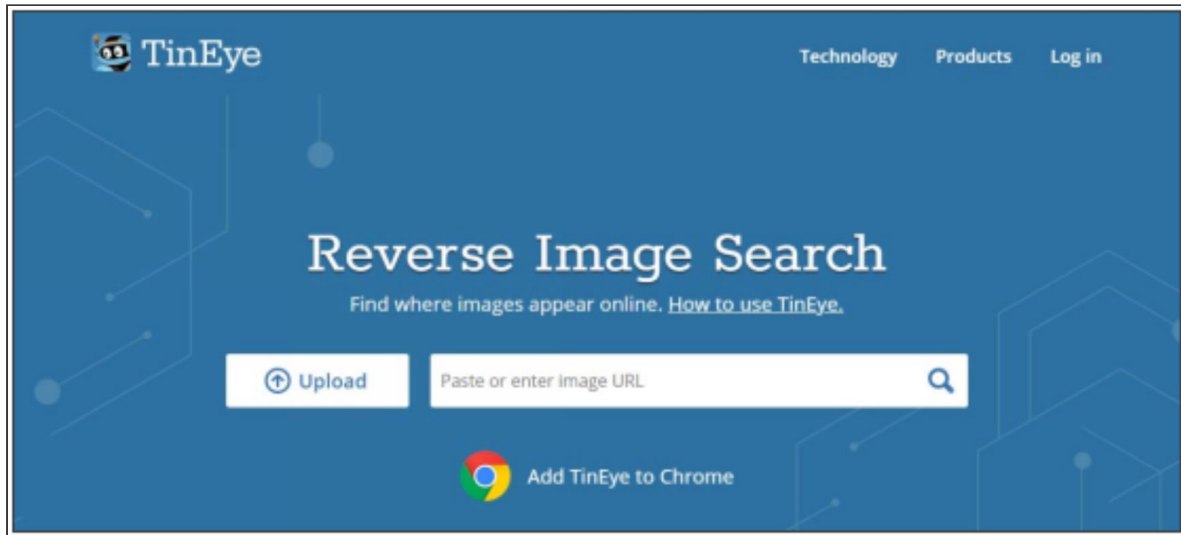 TinEye
Technology Products Log in
Reverse Image Search
Find where images appear online. How to use TinEye.
Upload Paste or enter image URL
Add TinEye to Chrome